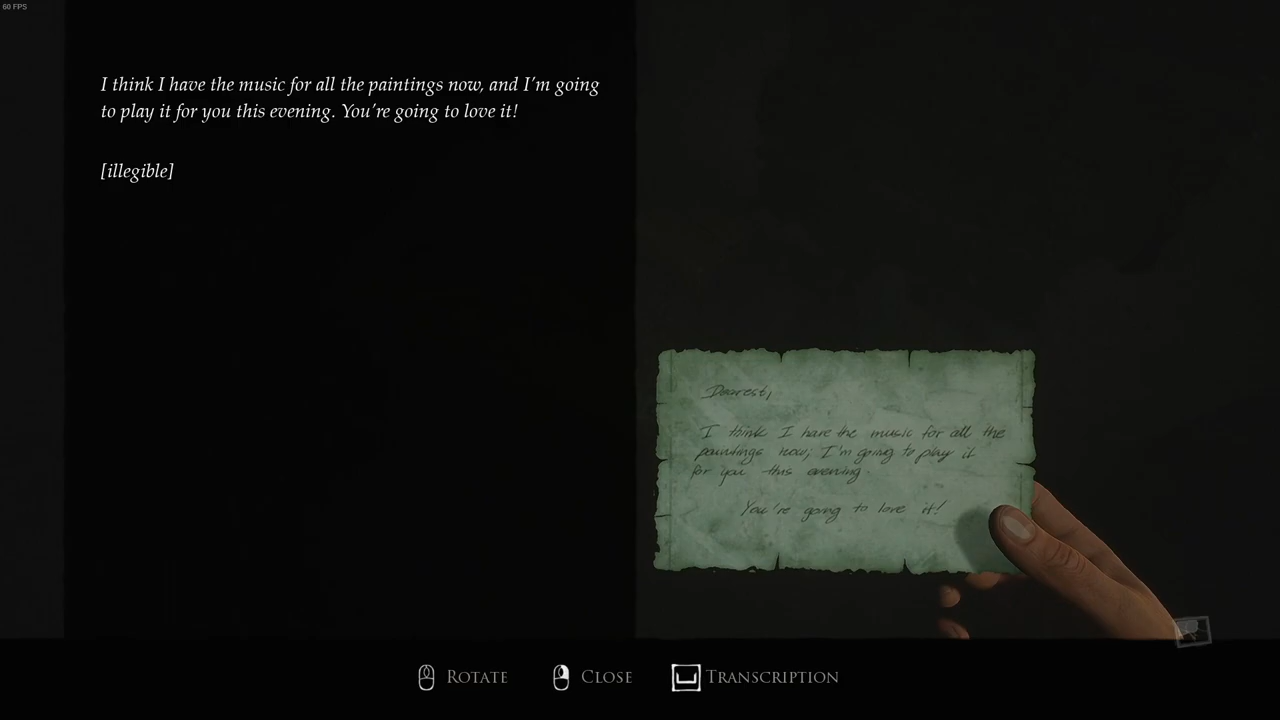 60 FPS
I think I have the music for all the paintings now, and I'm going
to play it for you this evening. You're going to love it!
[illegible]
Dearest,
I think I have the music for all the
paintings now; I'm going to play it
for you this evening
You're going to love it!
ROTATE CLOSE TRANSCRIPTION